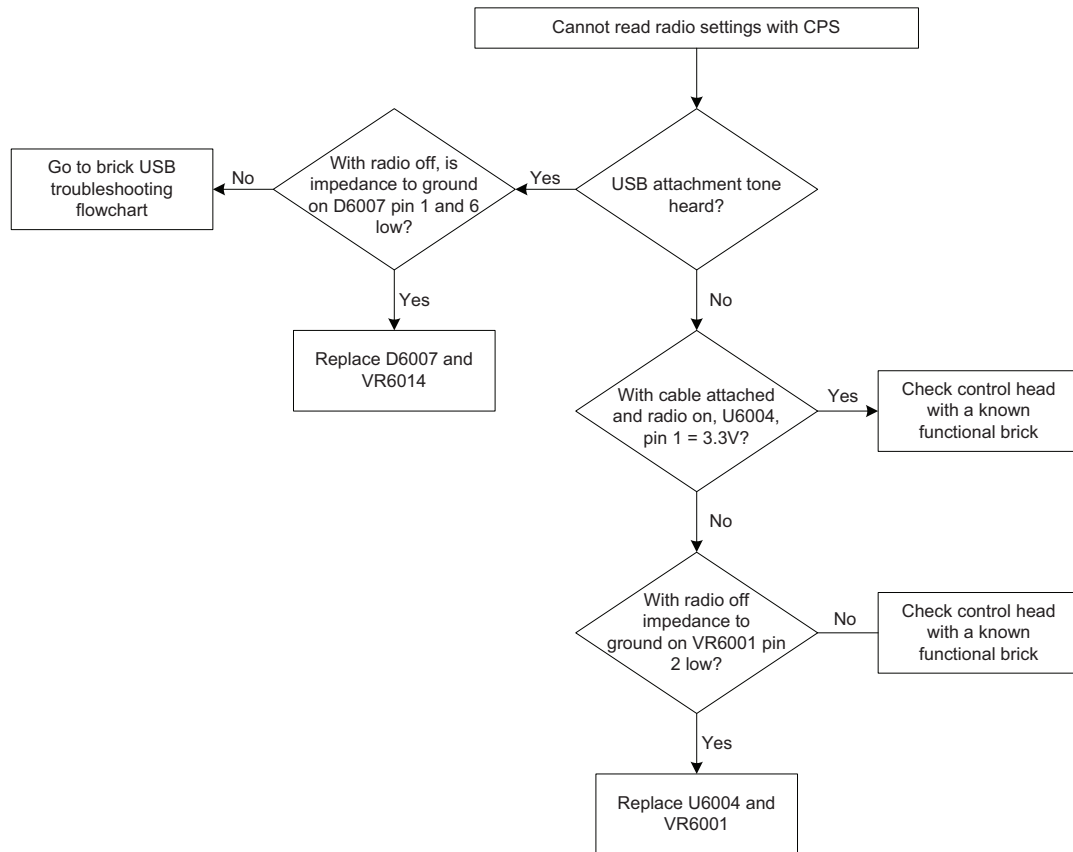 Cannot read radio settings with CPS
USB attachment tone
heard?
Yes
With radio off, is
impedance to ground
on D6007 pin 1 and 6
low?
No
Go to brick USB
troubleshooting
flowchart
Yes
Replace D6007 and
VR6014
No
With cable attached
and radio on, U6004,
pin 1 = 3.3V?
Yes
Check control head
with a known
functional brick
No
With radio off
impedance to
ground on VR6001 pin
2 low?
No
Check control head
with a known
functional brick
Yes
Replace U6004 and
VR6001